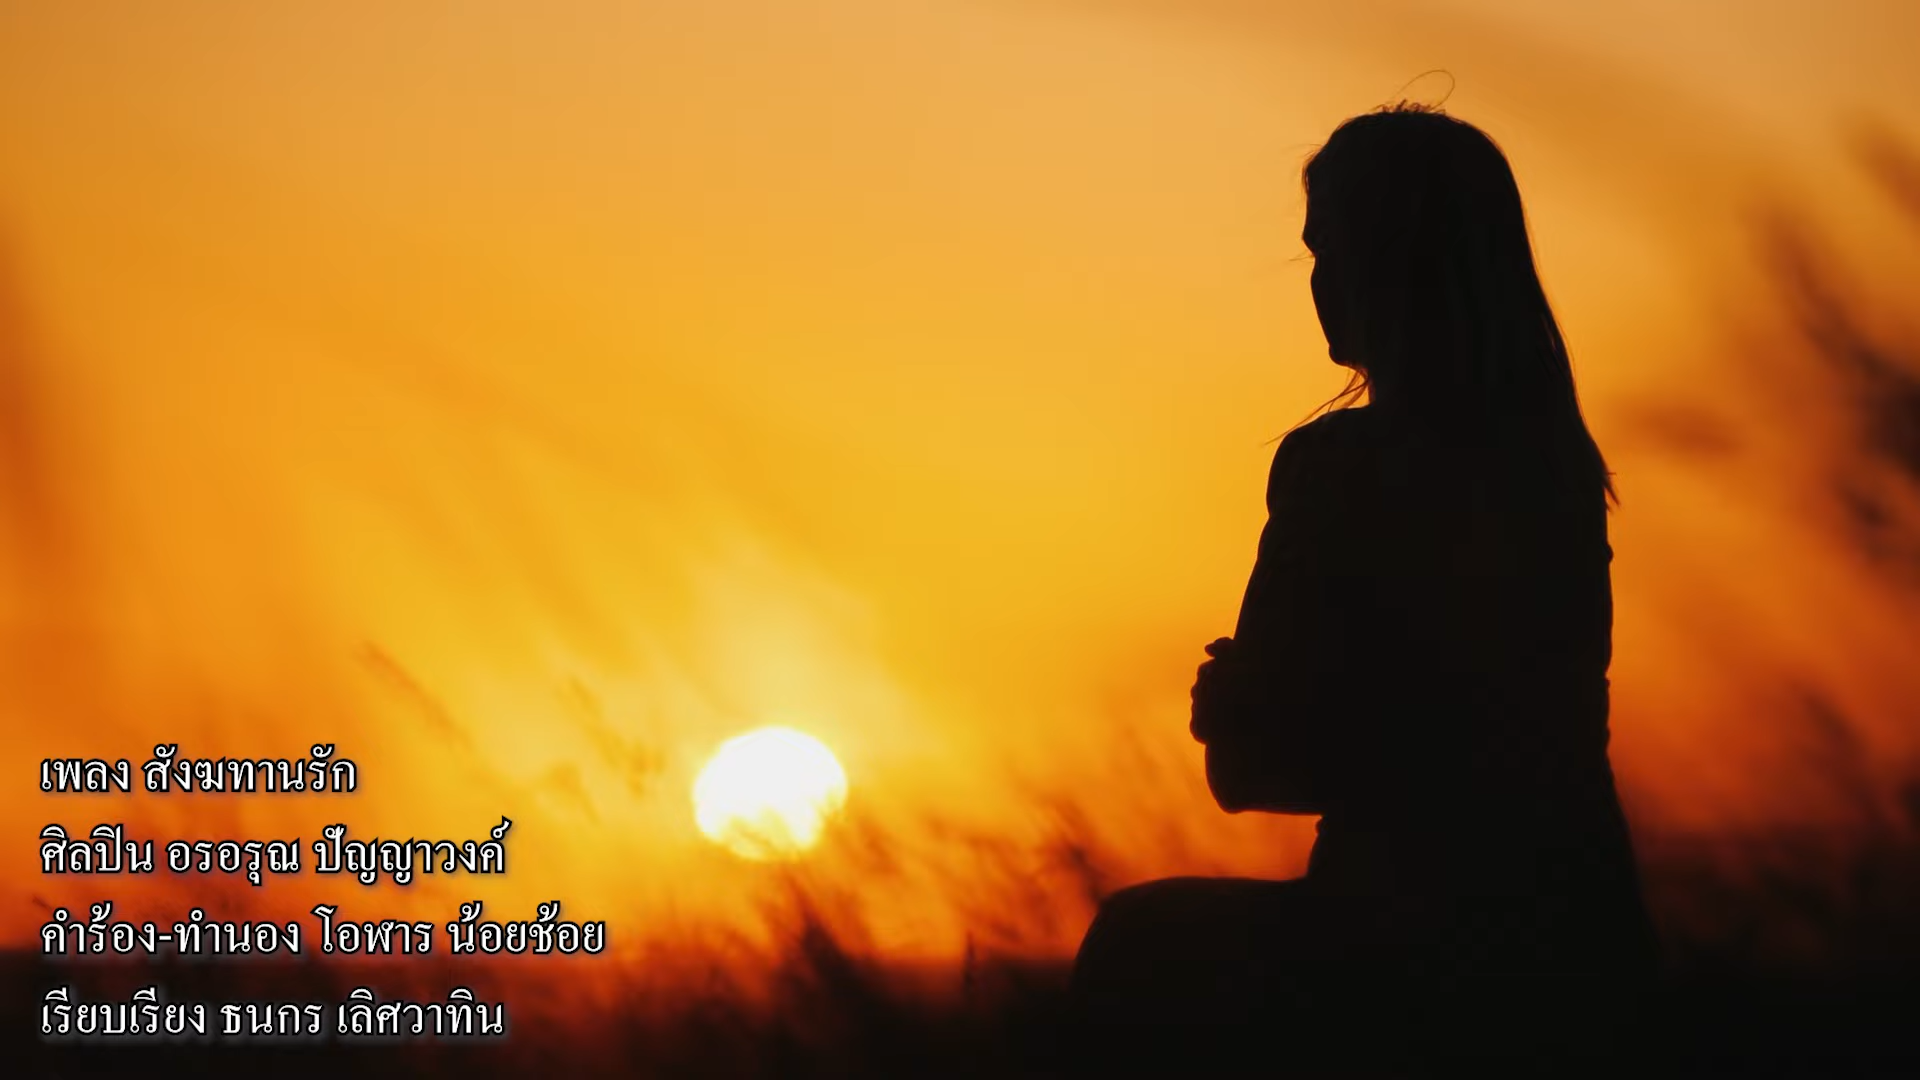 เพลง สังฆทานรัก
ศิลปิน อรอรุณ ปัญญาวงค์
คำร้อง-ทำนอง โอฬาร น้อยช้อย
เรียบเรียง ธนกร เลิศวาทิน